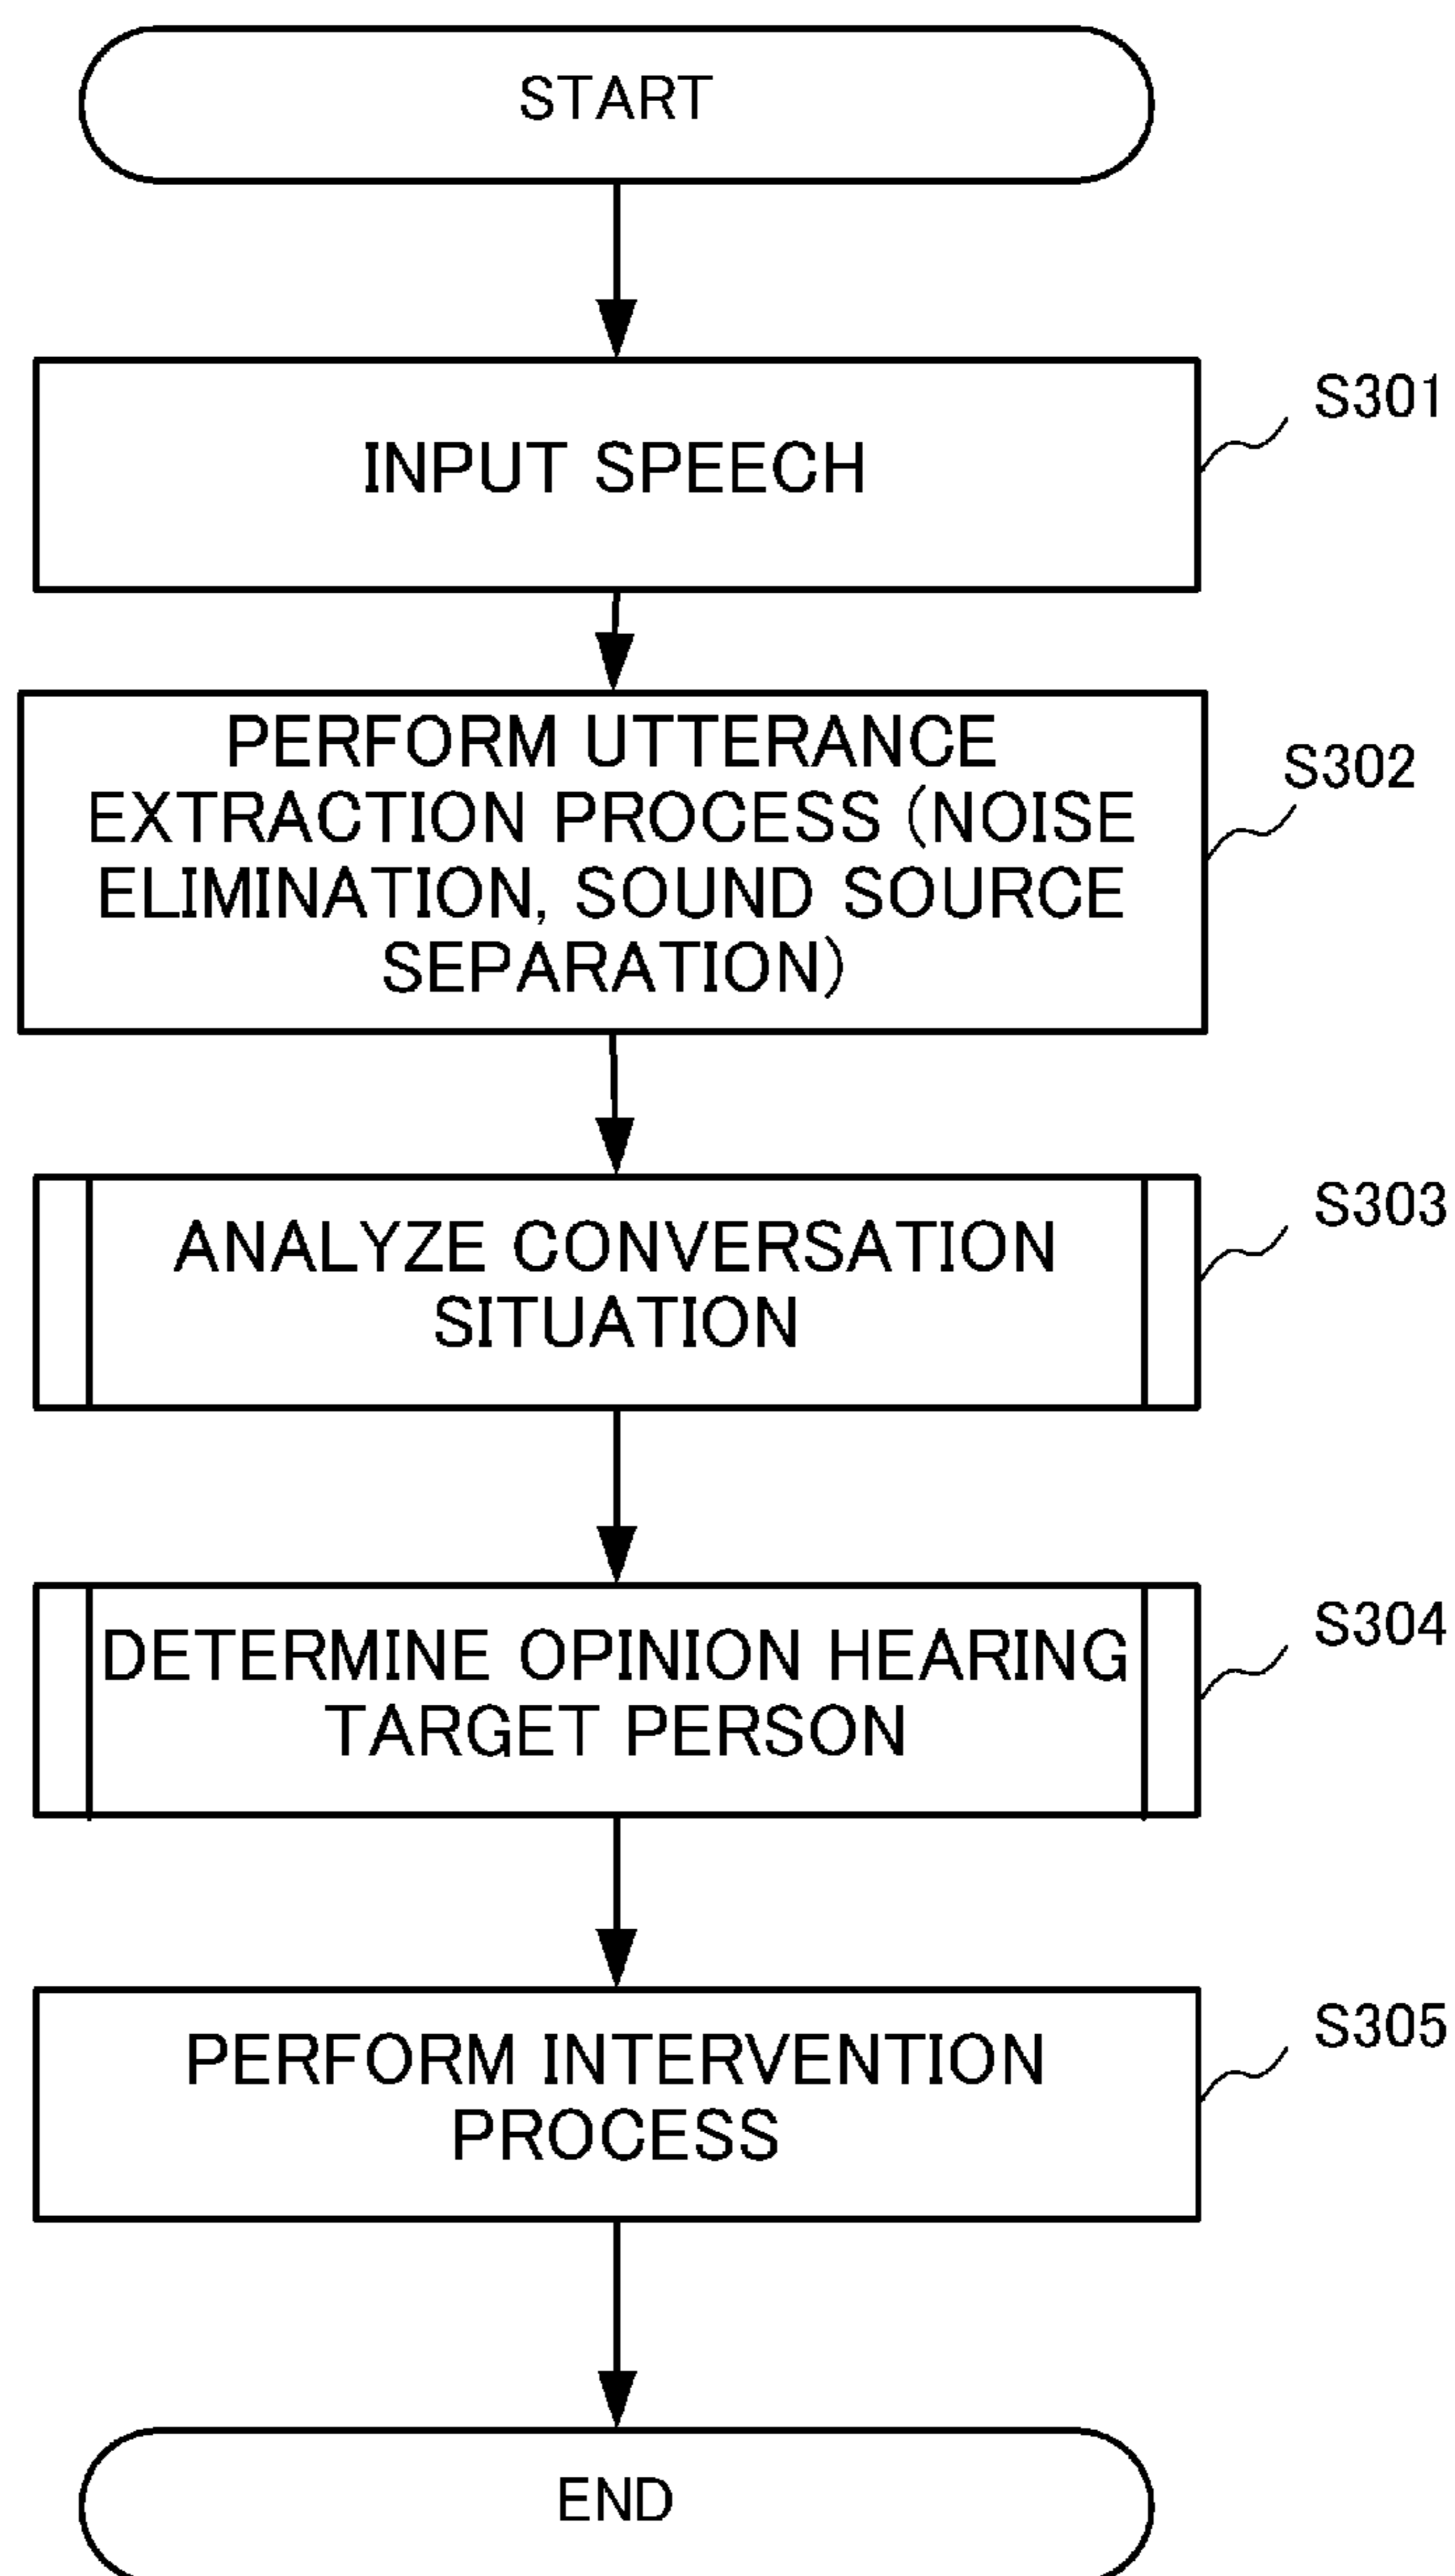 START
INPUT SPEECH
S301
PERFORM UTTERANCE
EXTRACTION PROCESS (NOISE
ELIMINATION, SOUND SOURCE
SEPARATION)
S302
ANALYZE CONVERSATION
SITUATION
S303
DETERMINE OPINION HEARING
TARGET PERSON
S304
PERFORM INTERVENTION
PROCESS
S305
END